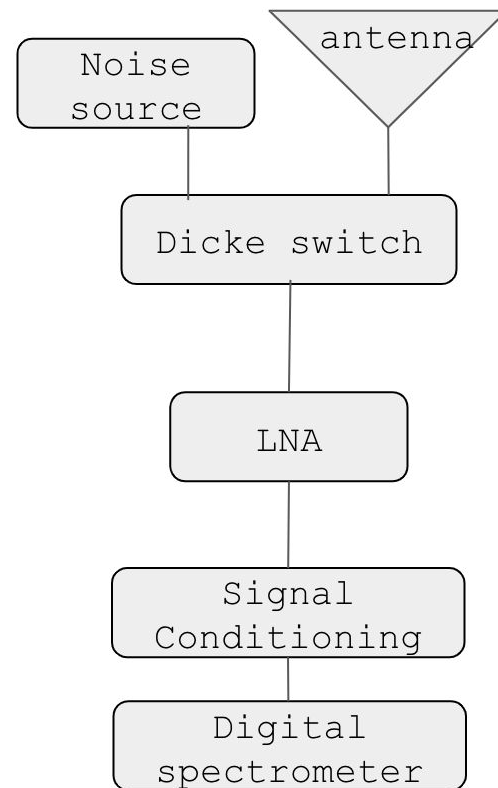 antenna
Noise
source
Dicke switch
LNA
Signal
Conditioning
Digital
spectrometer